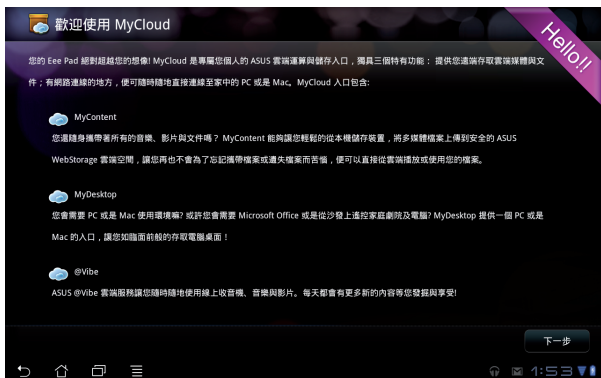 歡迎使用 MyCloud
Hello!!
您的 Eee Pad 絕對超越您的想像! MyCloud 是專屬您個人的 ASUS 雲端運算與儲存入口，獨具三個特有功能： 提供您遠端存取雲端媒體與文
件；有網路連線的地方，便可隨時隨地直接連線至家中的 PC 或是 Mac。MyCloud 入口包含:
MyContent
您還隨身攜帶著所有的音樂、影片與文件嗎？ MyContent 能夠讓您輕鬆的從本機儲存裝置，將多媒體檔案上傳到安全的 ASUS
WebStorage 雲端空間，讓您再也不會為了忘記攜帶檔案或遺失檔案而苦惱，便可以直接從雲端播放或使用您的檔案。
MyDesktop
您會需要 PC 或是 Mac 使用環境嘛? 或許您會需要 Microsoft Office 或是從沙發上遙控家庭劇院及電腦? MyDesktop 提供一個 PC 或是
Mac 的入口，讓您如臨面前般的存取電腦桌面！
@Vibe
ASUS @Vibe 雲端服務讓您隨時隨地使用線上收音機、音樂與影片。每天都會有更多新的內容等您發掘與享受!
下一步
1:53